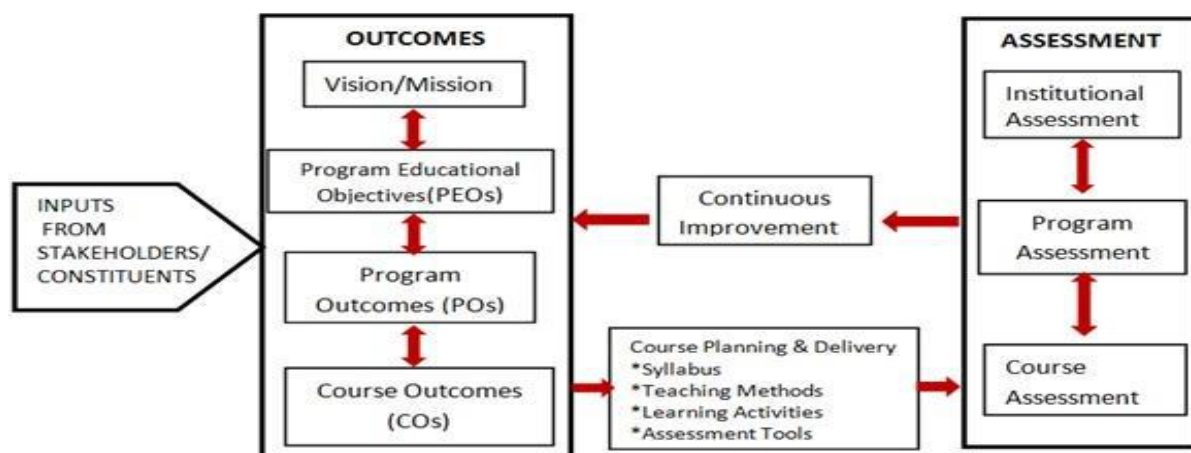 INPUTS
FROM
STAKEHOLDERS/
CONSTITUENTS
OUTCOMES
Vision/Mission
Program Educational
Objectives(PEOs)
Program
Outcomes (POs)
Course Outcomes
(COs)
Continuous
Improvement
Course Planning & Delivery
*Syllabus
*Teaching Methods
*Learning Activities
*Assessment Tools
ASSESSMENT
Institutional
Assessment
Program
Assessment
Course
Assessment